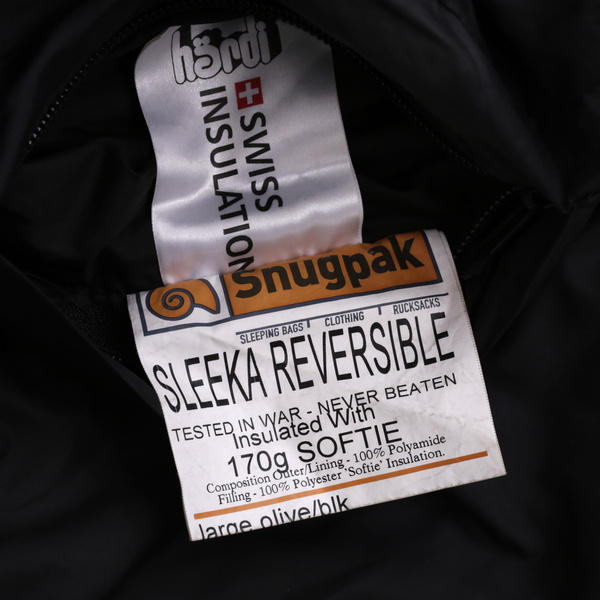 hördi
SWISS
INSULATION
Snugpak
SLEEPING BAGS CLOTHING RUCKSACKS
SLEEKA REVERSIBLE
TESTED IN WAR - NEVER BEATEN
Insulated With
170g SOFTIE
Composition Outer/Lining - 100% Polyamide
Filling - 100% Polyester 'Softie' Insulation.
large olive/blk